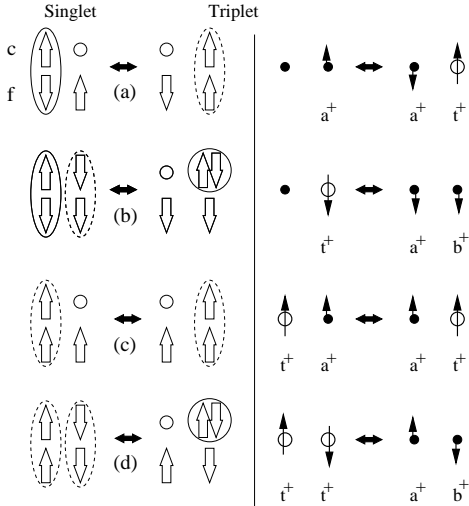 Singlet Triplet
c
f
(a)
a+ a+ t+
(b)
t+ a+ b+
(c)
t+ a+ a+ t+
(d)
t+ t+ a+ b+